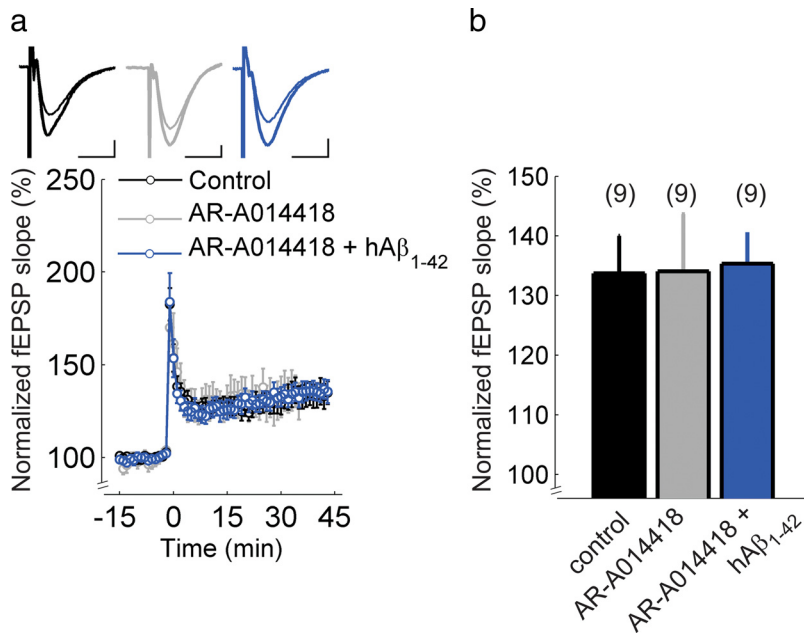 a
b
Normalized fEPSP slope (%)
250
200
150
100
Control
AR-A014418
AR-A014418 + hAβ1-42
-15 0 15 30 45
Time (min)
Normalized fEPSP slope (%)
150
140
130
120
110
100
(9) (9) (9)
control
AR-A014418
AR-A014418 +
hAβ1-42